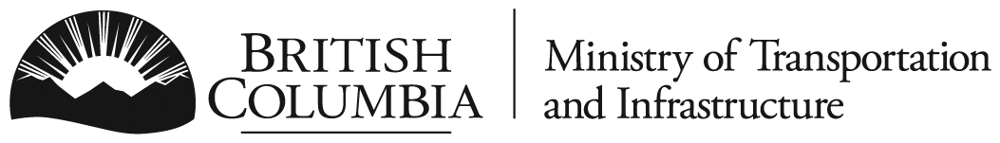 BRITISH
COLUMBIA
Ministry of Transportation
and Infrastructure